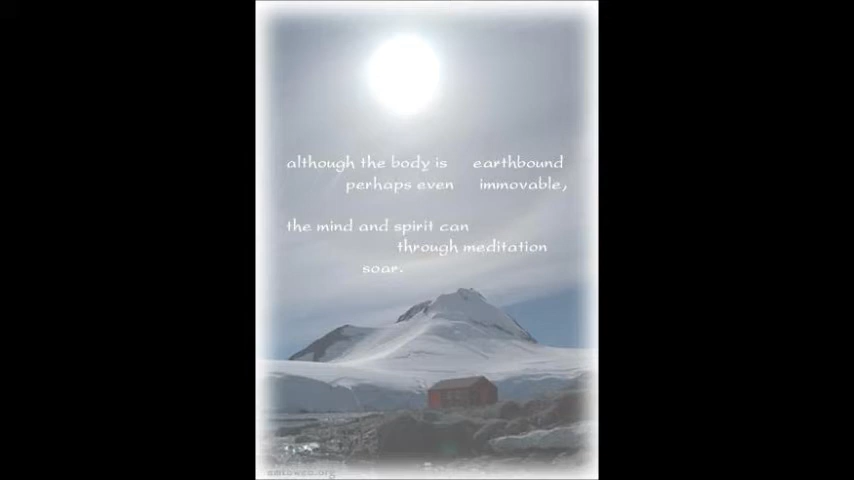 although the body is earthbound
perhaps even immovable,
the mind and spirit can
through meditation
soar.